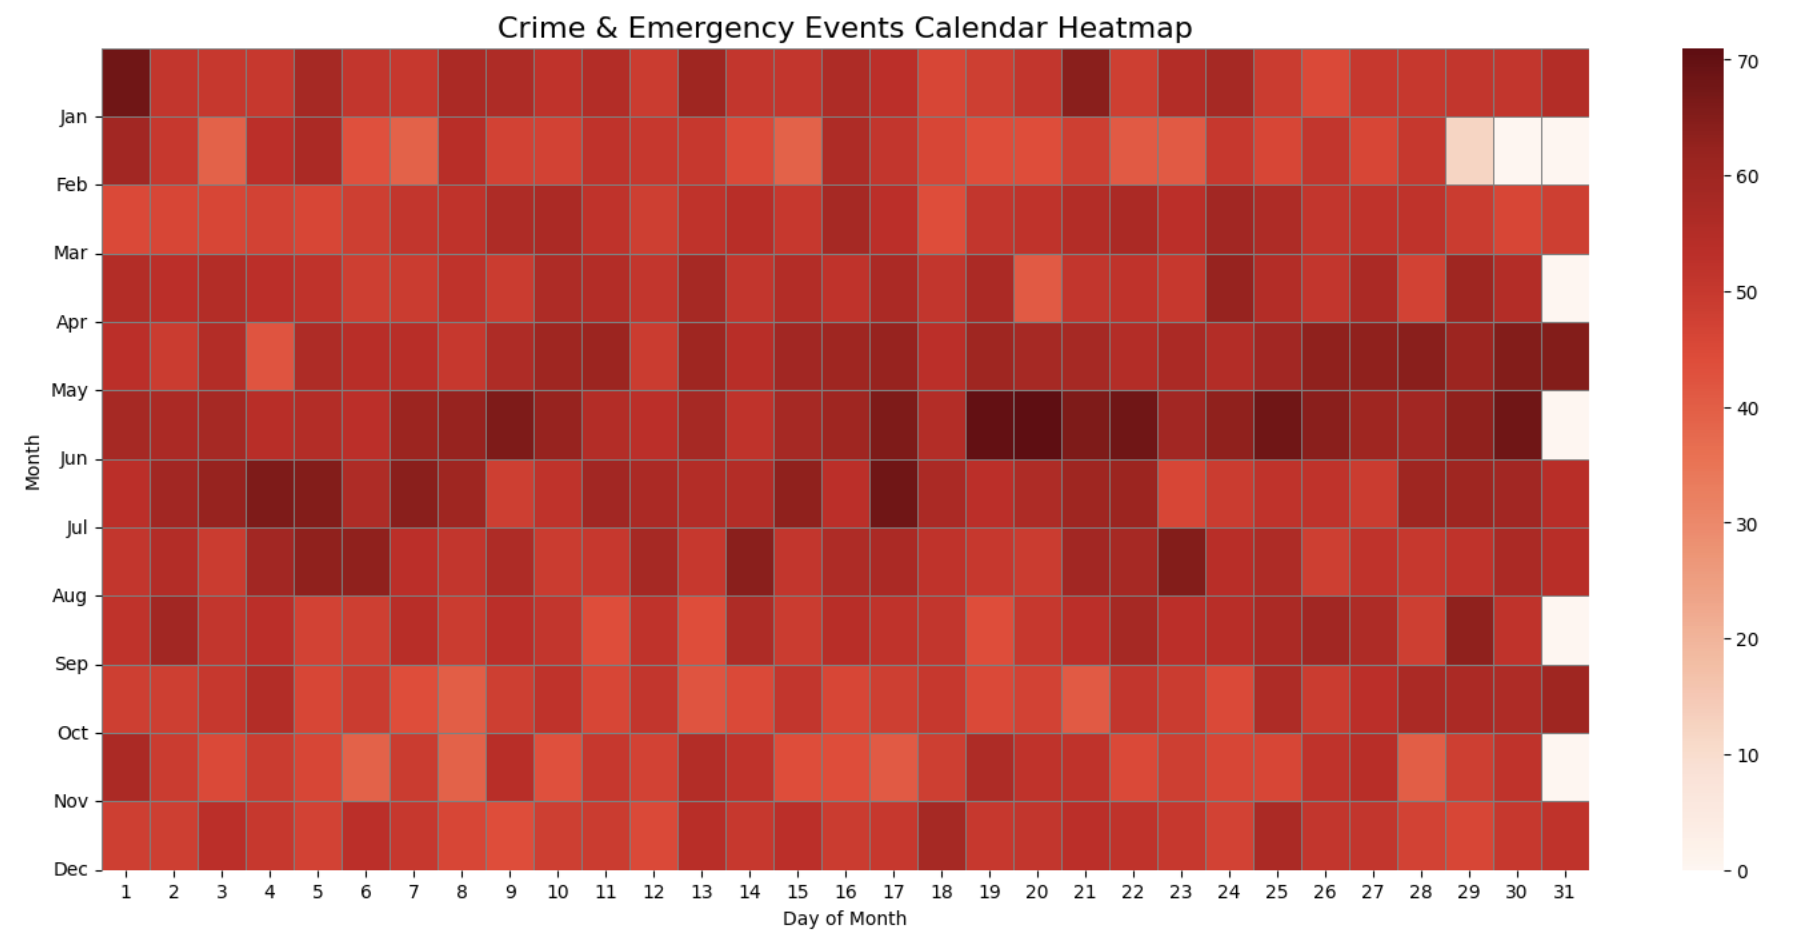 Crime & Emergency Events Calendar Heatmap
Jan
Feb
Mar
Apr
May
Jun
Jul
Aug
Sep
Oct
Nov
Dec
Month
1 2 3 4 5 6 7 8 9 10 11 12 13 14 15 16 17 18 19 20 21 22 23 24 25 26 27 28 29 30 31
Day of Month
70
60
50
40
30
20
10
0